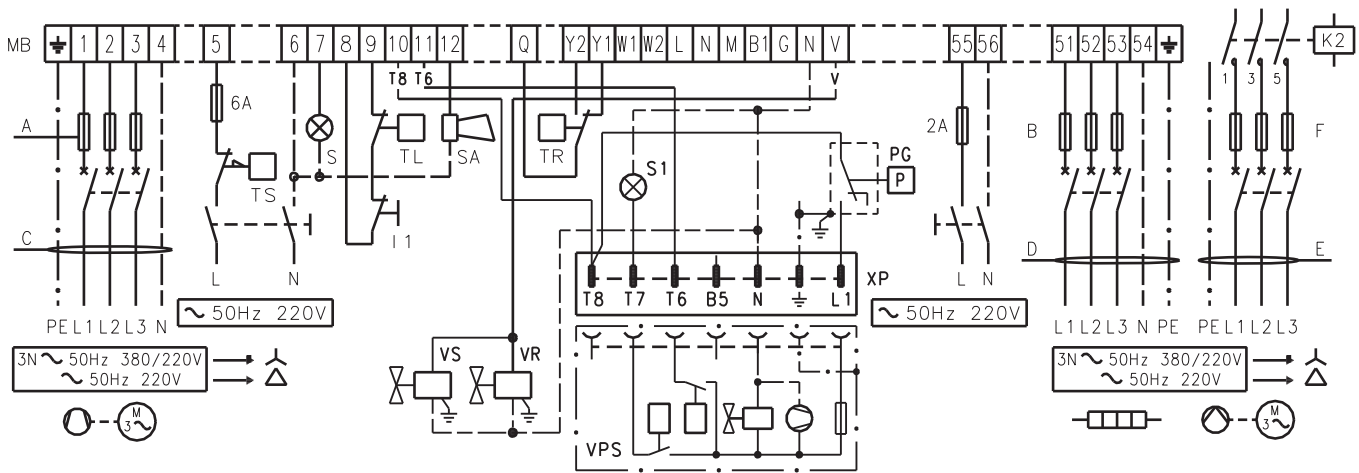 MB ⏚ 1 2 3 4 5 6 7 8 9 10 11 12 Q Y2 Y1 W1 W2 L N M B1 G N V 55 56 51 52 53 54 ⏚ K2
T8 T6 V 1 3 5
6A
A S TL SA TR 2A B F
S1 PG
P
TS
C I1 D E
L N L N
XP
T8 T7 T6 B5 N ⏚ L1
∼ 50Hz 220V ∼ 50Hz 220V
PE L1 L2 L3 N L1 L2 L3 N PE PE L1 L2 L3
VS VR
3N ∼ 50Hz 380/220V 3N ∼ 50Hz 380/220V
∼ 50Hz 220V ∼ 50Hz 220V
M M
3∼ 3∼
VPS